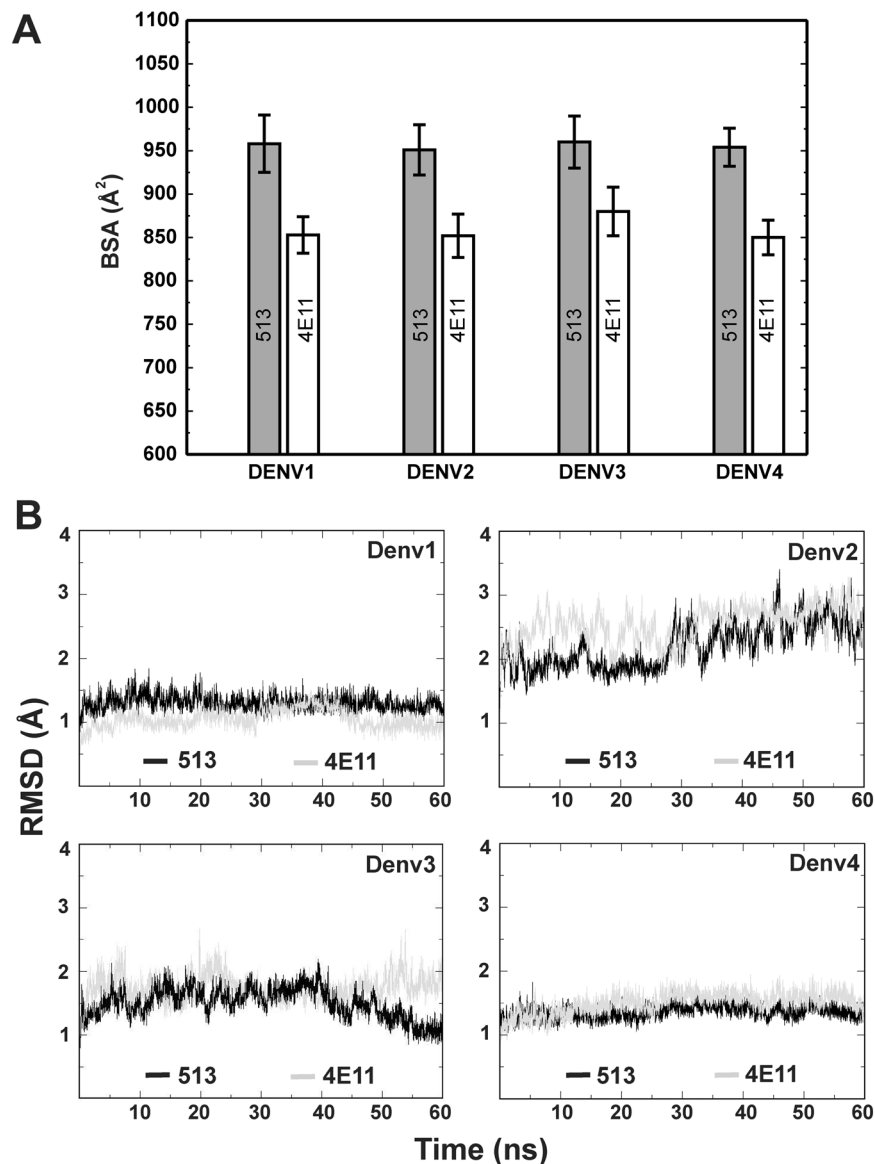 A
BSA (Å²)
1100
1050
1000
950
900
850
800
750
700
650
600
513
4E11
513
4E11
513
4E11
513
4E11
DENV1 DENV2 DENV3 DENV4
B
RMSD (Å)
Denv1
4
3
2
1
513 4E11
10 20 30 40 50 60
Denv2
4
3
2
1
513 4E11
10 20 30 40 50 60
Denv3
4
3
2
1
513 4E11
10 20 30 40 50 60
Denv4
4
3
2
1
513 4E11
10 20 30 40 50 60
Time (ns)